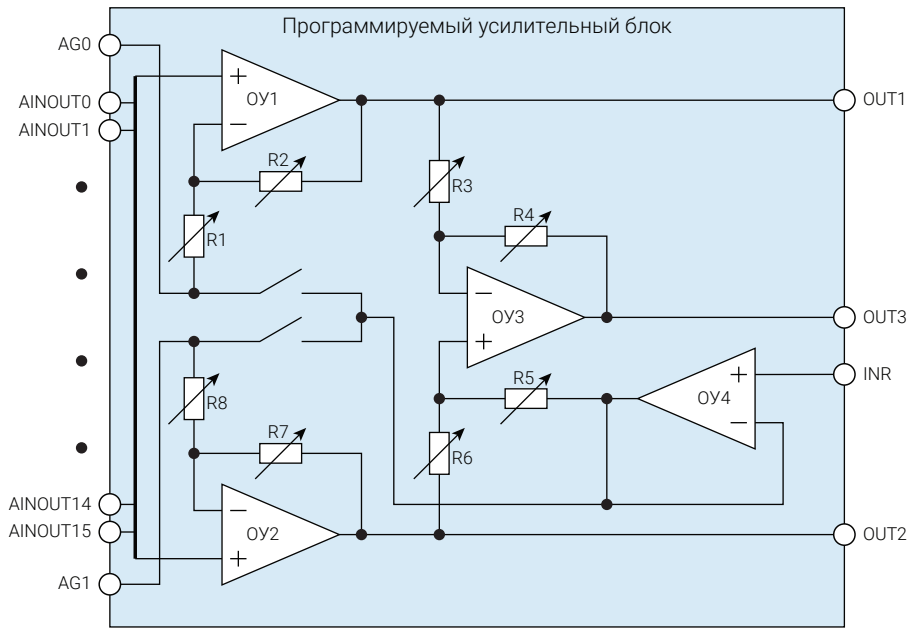 Программируемый усилительный блок
AG0
AINOUT0
AINOUT1
ОУ1
OUT1
R2
R3
R1
R4
ОУ3
OUT3
INR
R5
ОУ4
R8
R7
R6
AINOUT14
AINOUT15
ОУ2
OUT2
AG1